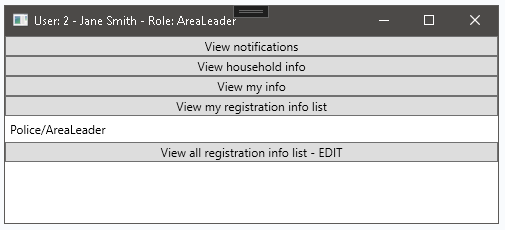 User: 2 - Jane Smith - Role: AreaLeader
View notifications
View household info
View my info
View my registration info list
Police/AreaLeader
View all registration info list - EDIT